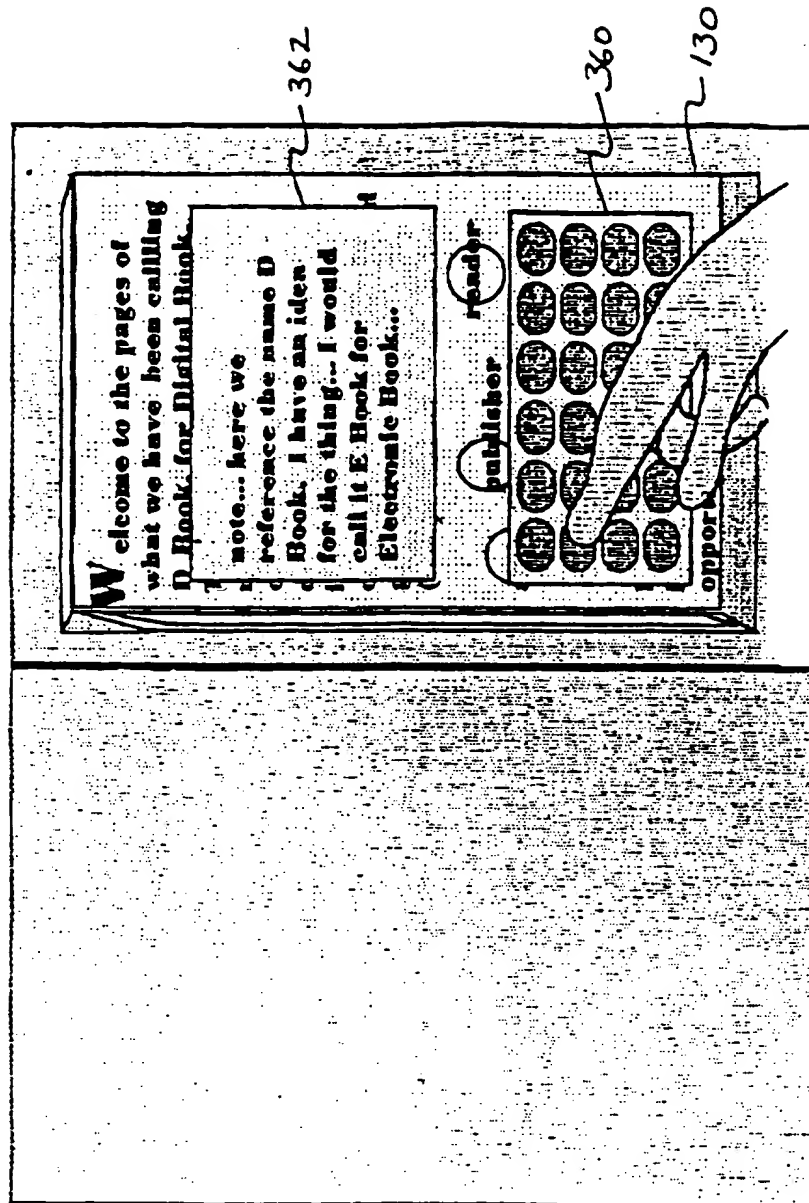 Welcome to the pages of
what we have been callling
D Book, for Digital Book.
note... here we
reference the name D
Book. I have an idea
for the thing... I would
call it E Book for
Electronic Book...
publisher
reader
oppor
362
360
130